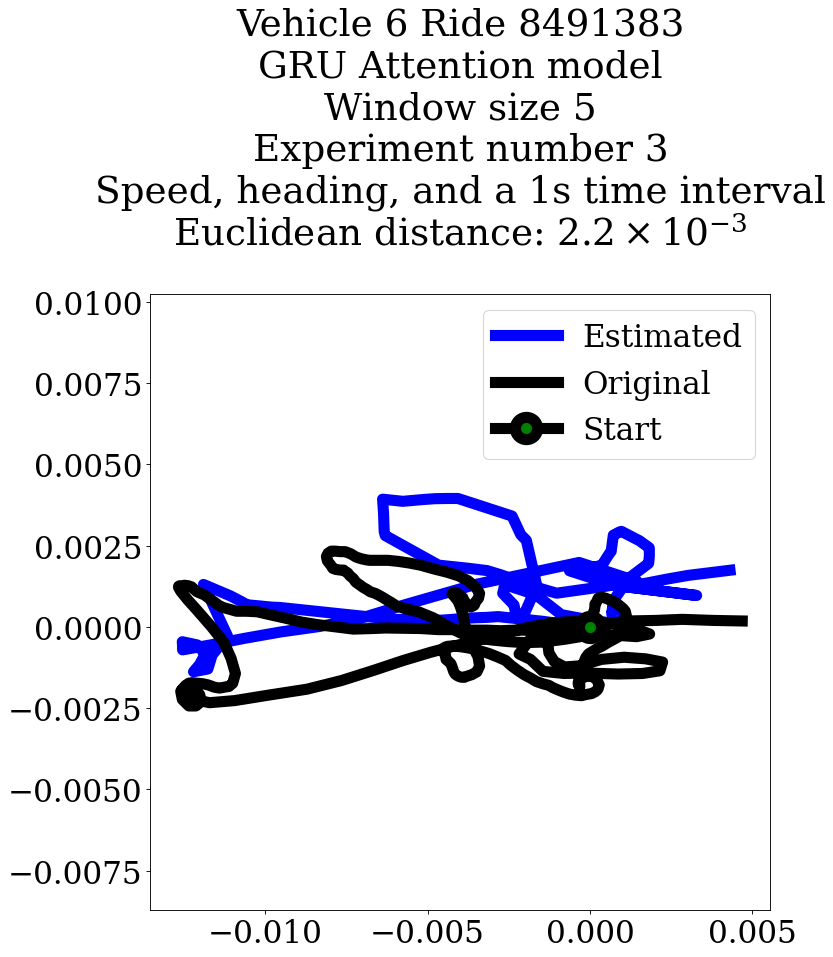 Vehicle 6 Ride 8491383
GRU Attention model
Window size 5
Experiment number 3
Speed, heading, and a 1s time interval
Euclidean distance: 2.2 × 10⁻³
Estimated
Original
Start
0.0100
0.0075
0.0050
0.0025
0.0000
−0.0025
−0.0050
−0.0075
−0.010 −0.005 0.000 0.005